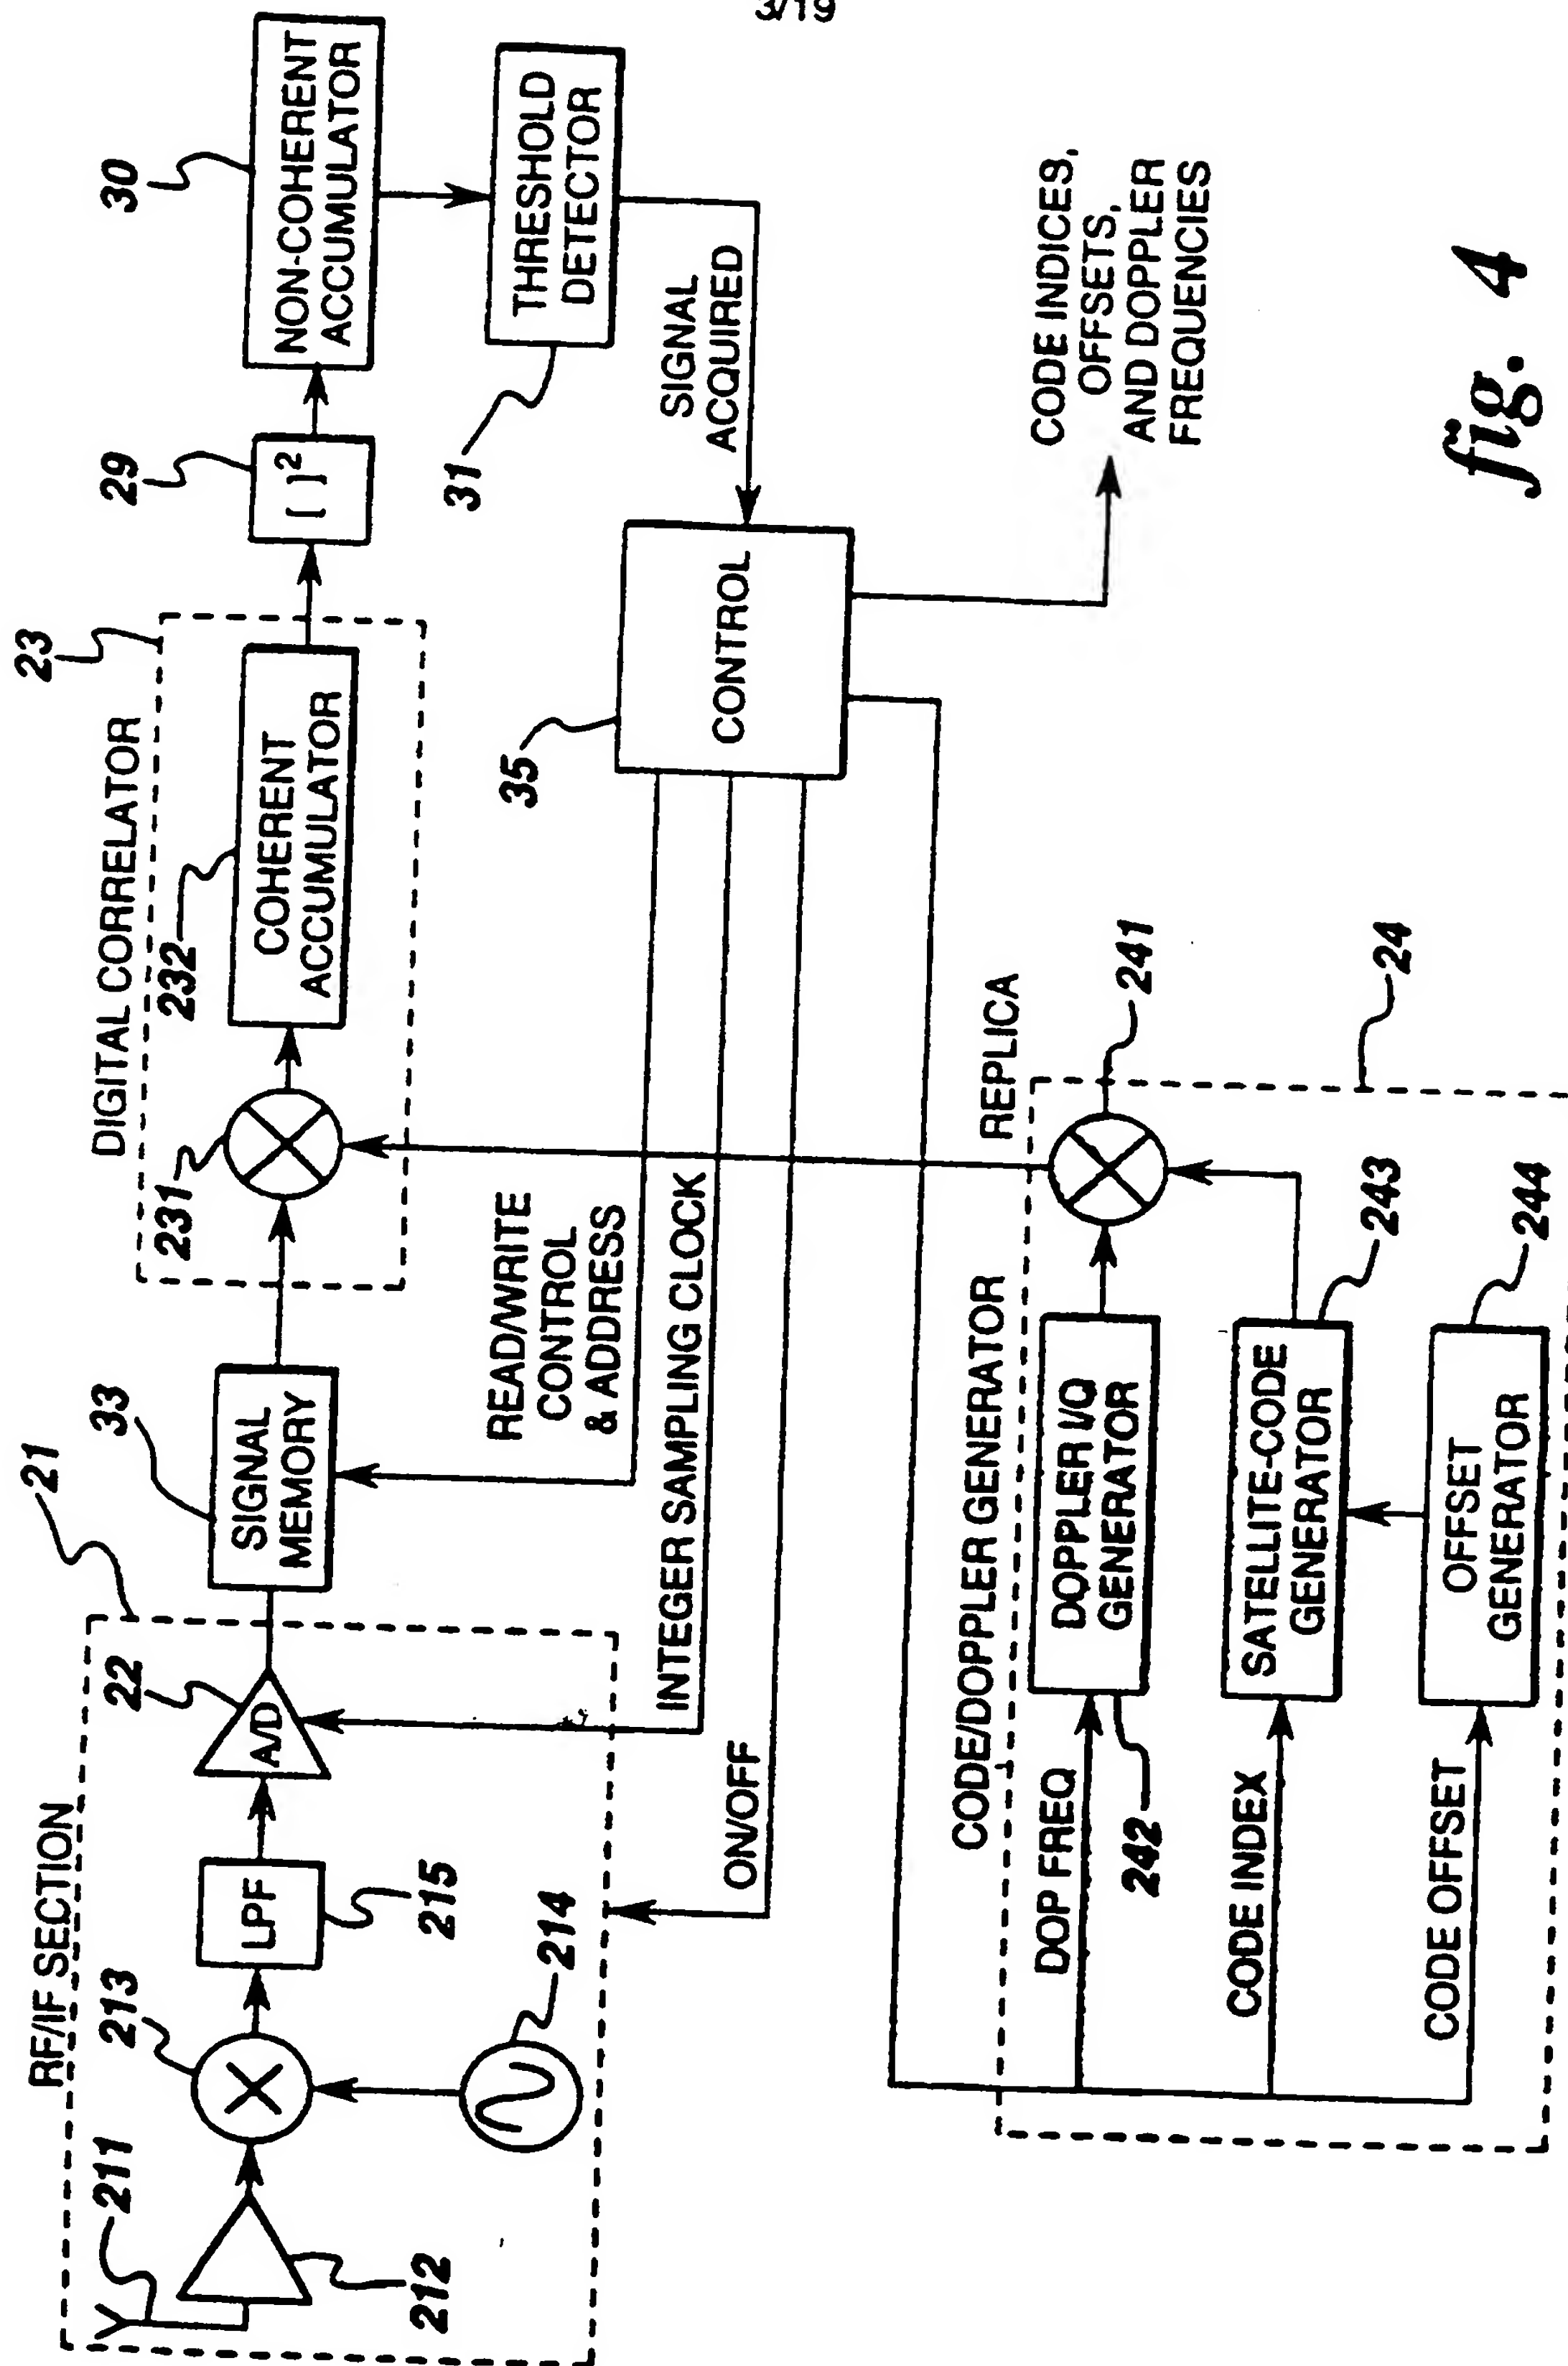 3/19
RF/IF SECTION
211
212
213
214
LPF
215
A/D
22
21
SIGNAL
MEMORY
33
DIGITAL CORRELATOR
23
231
232
COHERENT
ACCUMULATOR
29
[ ]²
30
NON-COHERENT
ACCUMULATOR
THRESHOLD
DETECTOR
31
SIGNAL
ACQUIRED
CONTROL
35
READ/WRITE
CONTROL
& ADDRESS
INTEGER SAMPLING CLOCK
ON/OFF
CODE INDICES,
OFFSETS,
AND DOPPLER
FREQUENCIES
CODE/DOPPLER GENERATOR
REPLICA
241
24
DOP FREQ
DOPPLER I/Q
GENERATOR
242
CODE INDEX
SATELLITE-CODE
GENERATOR
243
CODE OFFSET
OFFSET
GENERATOR
244
fig. 4